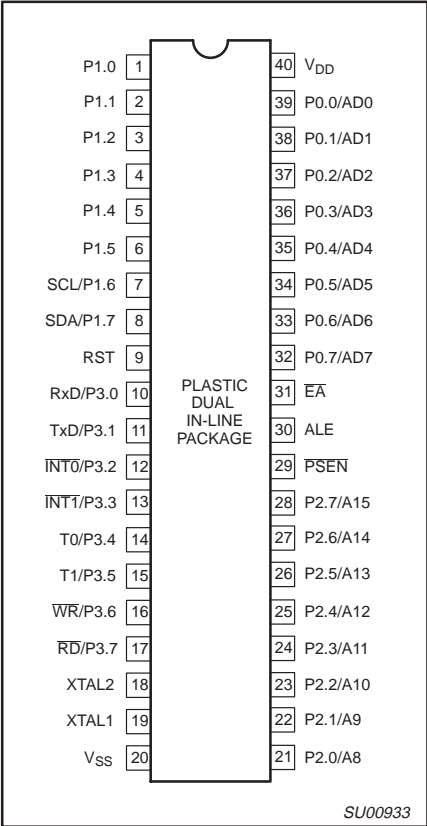 P1.0 1 40 VDD
P1.1 2 39 P0.0/AD0
P1.2 3 38 P0.1/AD1
P1.3 4 37 P0.2/AD2
P1.4 5 36 P0.3/AD3
P1.5 6 35 P0.4/AD4
SCL/P1.6 7 34 P0.5/AD5
SDA/P1.7 8 33 P0.6/AD6
RST 9 32 P0.7/AD7
RxD/P3.0 10 31 E̅A̅
TxD/P3.1 11 30 ALE
I̅N̅T̅0̅/P3.2 12 29 P̅S̅E̅N̅
I̅N̅T̅1̅/P3.3 13 28 P2.7/A15
T0/P3.4 14 27 P2.6/A14
T1/P3.5 15 26 P2.5/A13
W̅R̅/P3.6 16 25 P2.4/A12
R̅D̅/P3.7 17 24 P2.3/A11
XTAL2 18 23 P2.2/A10
XTAL1 19 22 P2.1/A9
VSS 20 21 P2.0/A8
PLASTIC
DUAL
IN-LINE
PACKAGE
SU00933